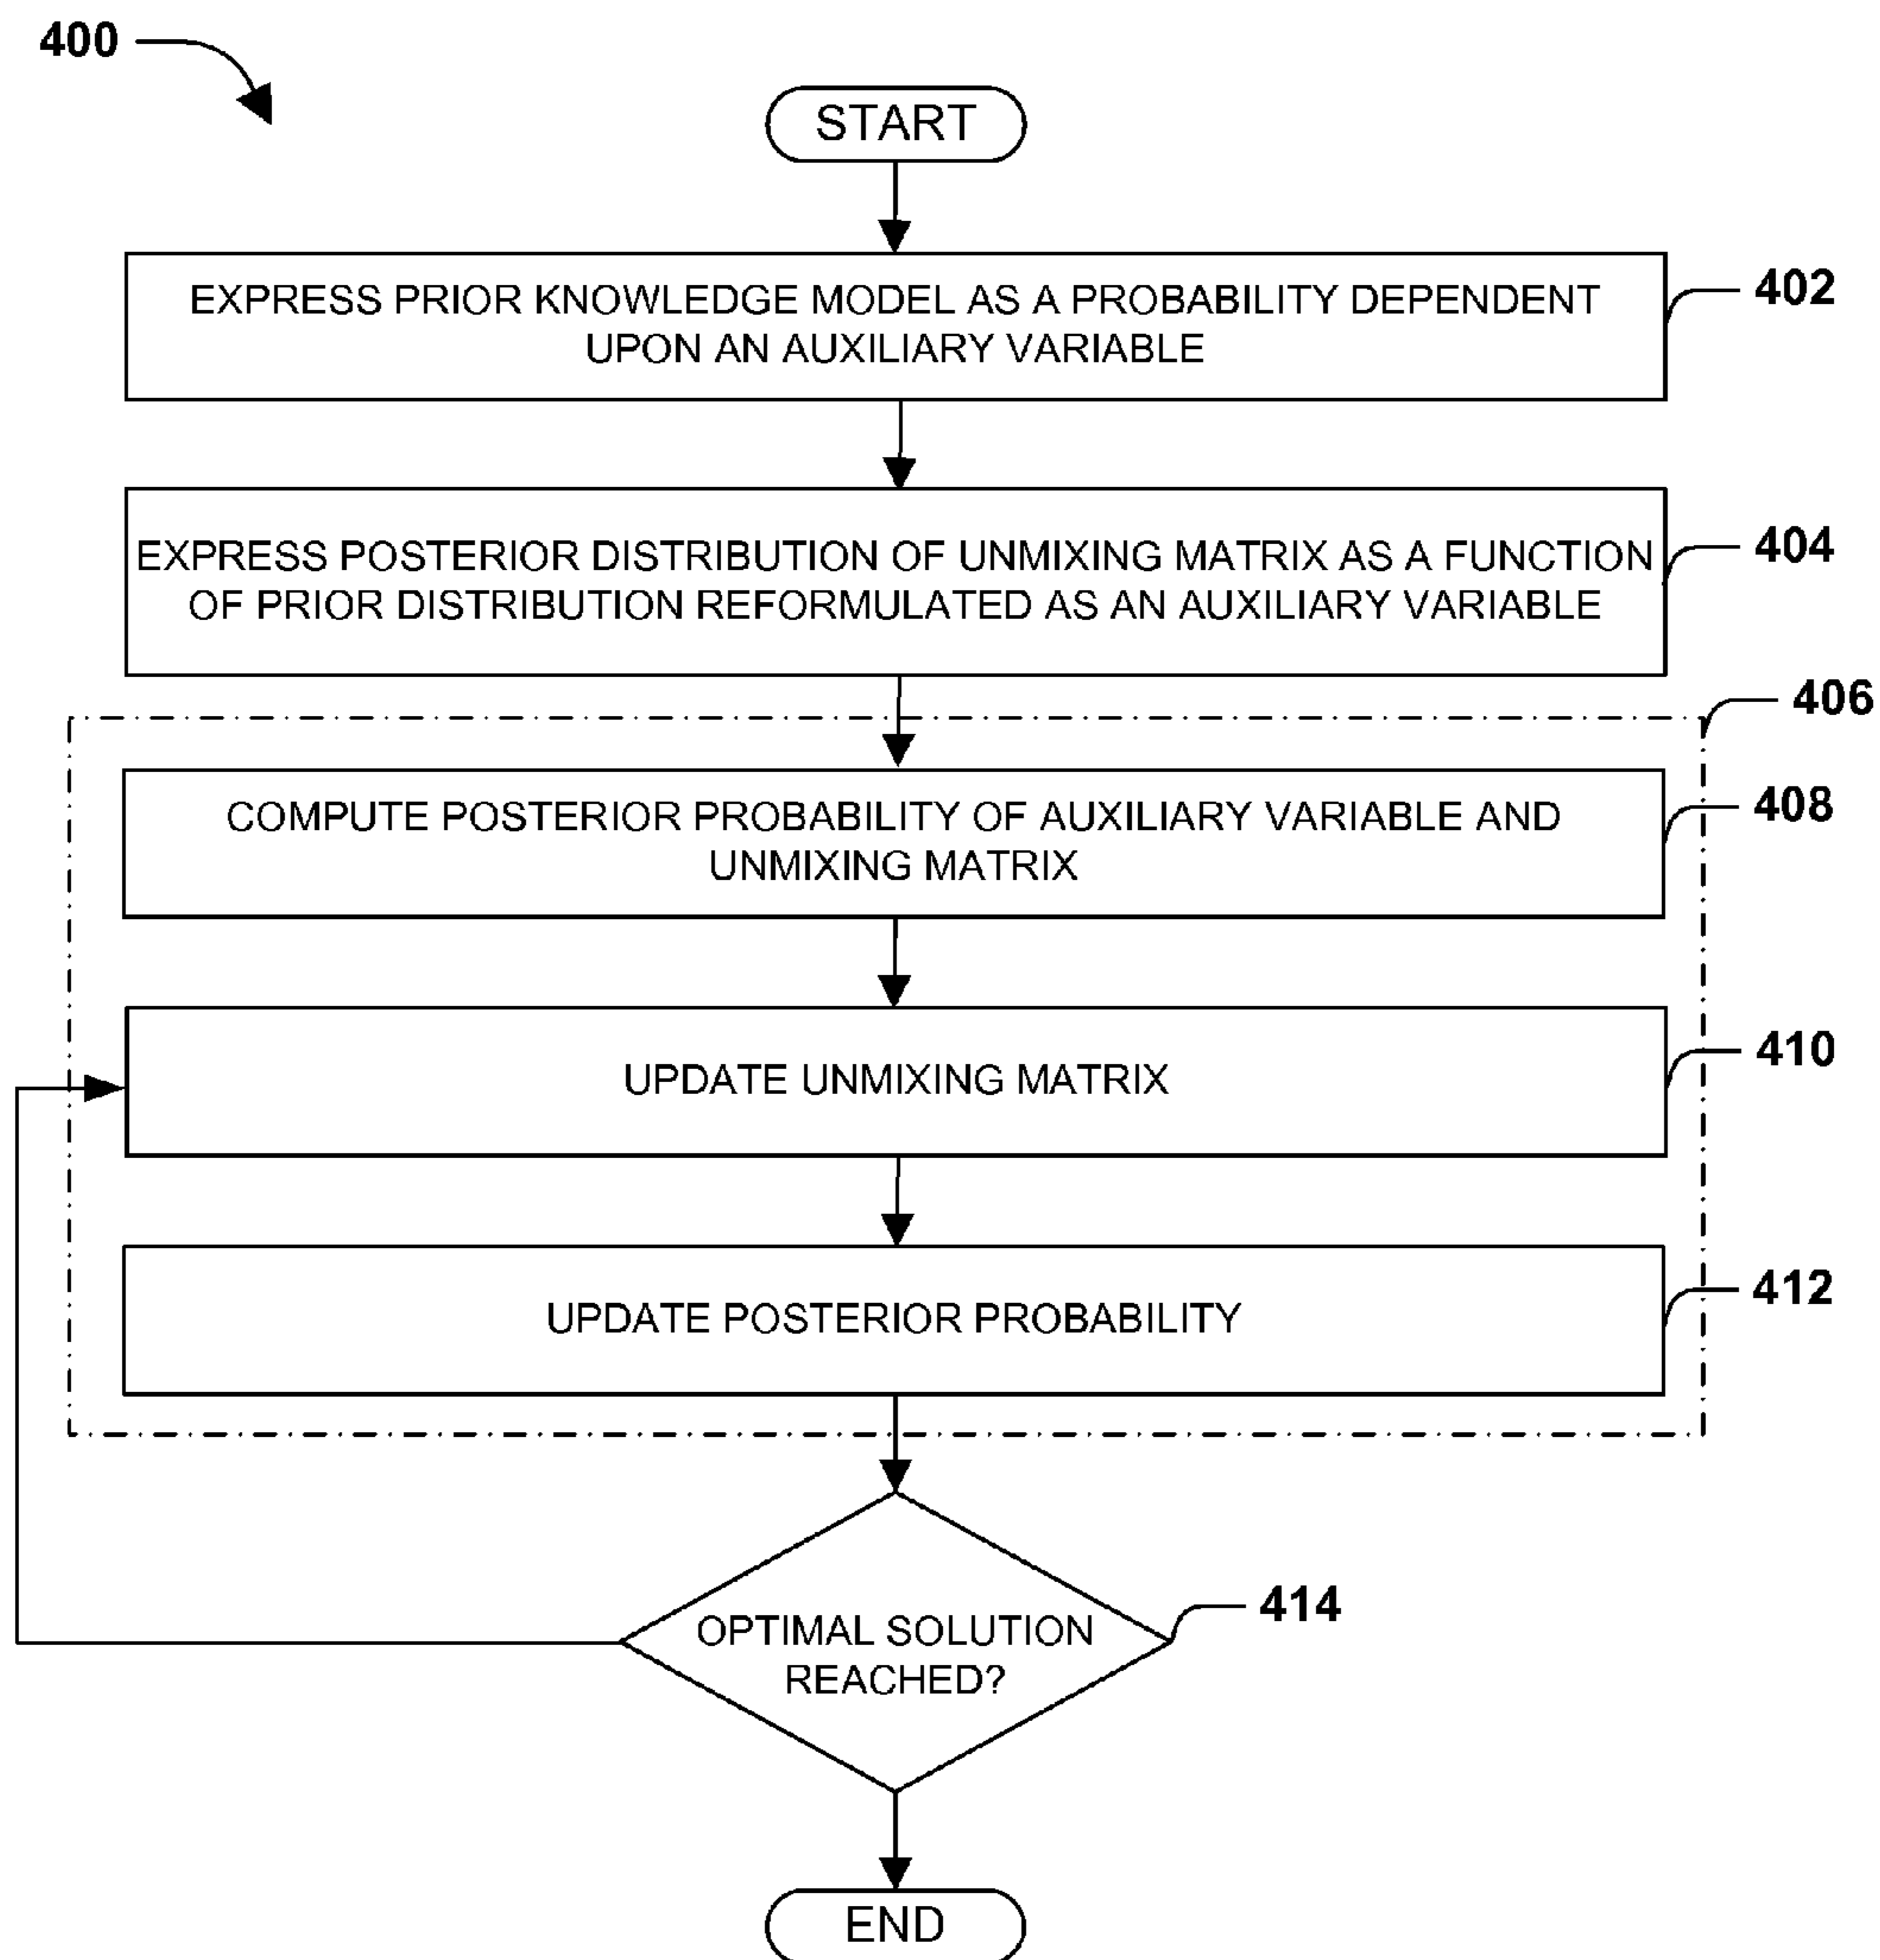 400
START
EXPRESS PRIOR KNOWLEDGE MODEL AS A PROBABILITY DEPENDENT
UPON AN AUXILIARY VARIABLE
402
EXPRESS POSTERIOR DISTRIBUTION OF UNMIXING MATRIX AS A FUNCTION
OF PRIOR DISTRIBUTION REFORMULATED AS AN AUXILIARY VARIABLE
404
406
COMPUTE POSTERIOR PROBABILITY OF AUXILIARY VARIABLE AND
UNMIXING MATRIX
408
UPDATE UNMIXING MATRIX
410
UPDATE POSTERIOR PROBABILITY
412
OPTIMAL SOLUTION
REACHED?
414
END